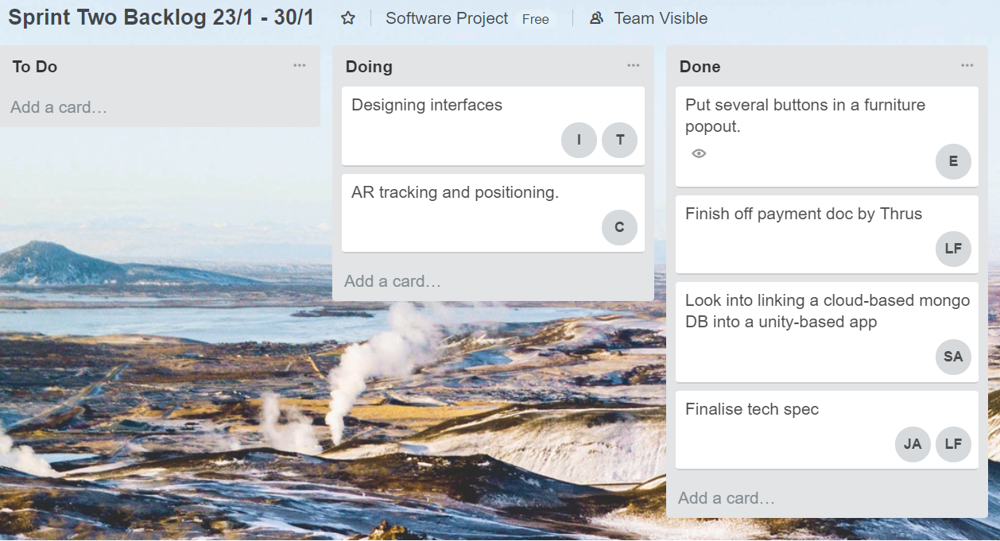 Sprint Two Backlog 23/1 - 30/1
Software Project Free
Team Visible
To Do
Add a card…
Doing
Designing interfaces
I T
AR tracking and positioning.
C
Add a card…
Done
Put several buttons in a furniture
popout.
E
Finish off payment doc by Thrus
LF
Look into linking a cloud-based mongo
DB into a unity-based app
SA
Finalise tech spec
JA LF
Add a card…